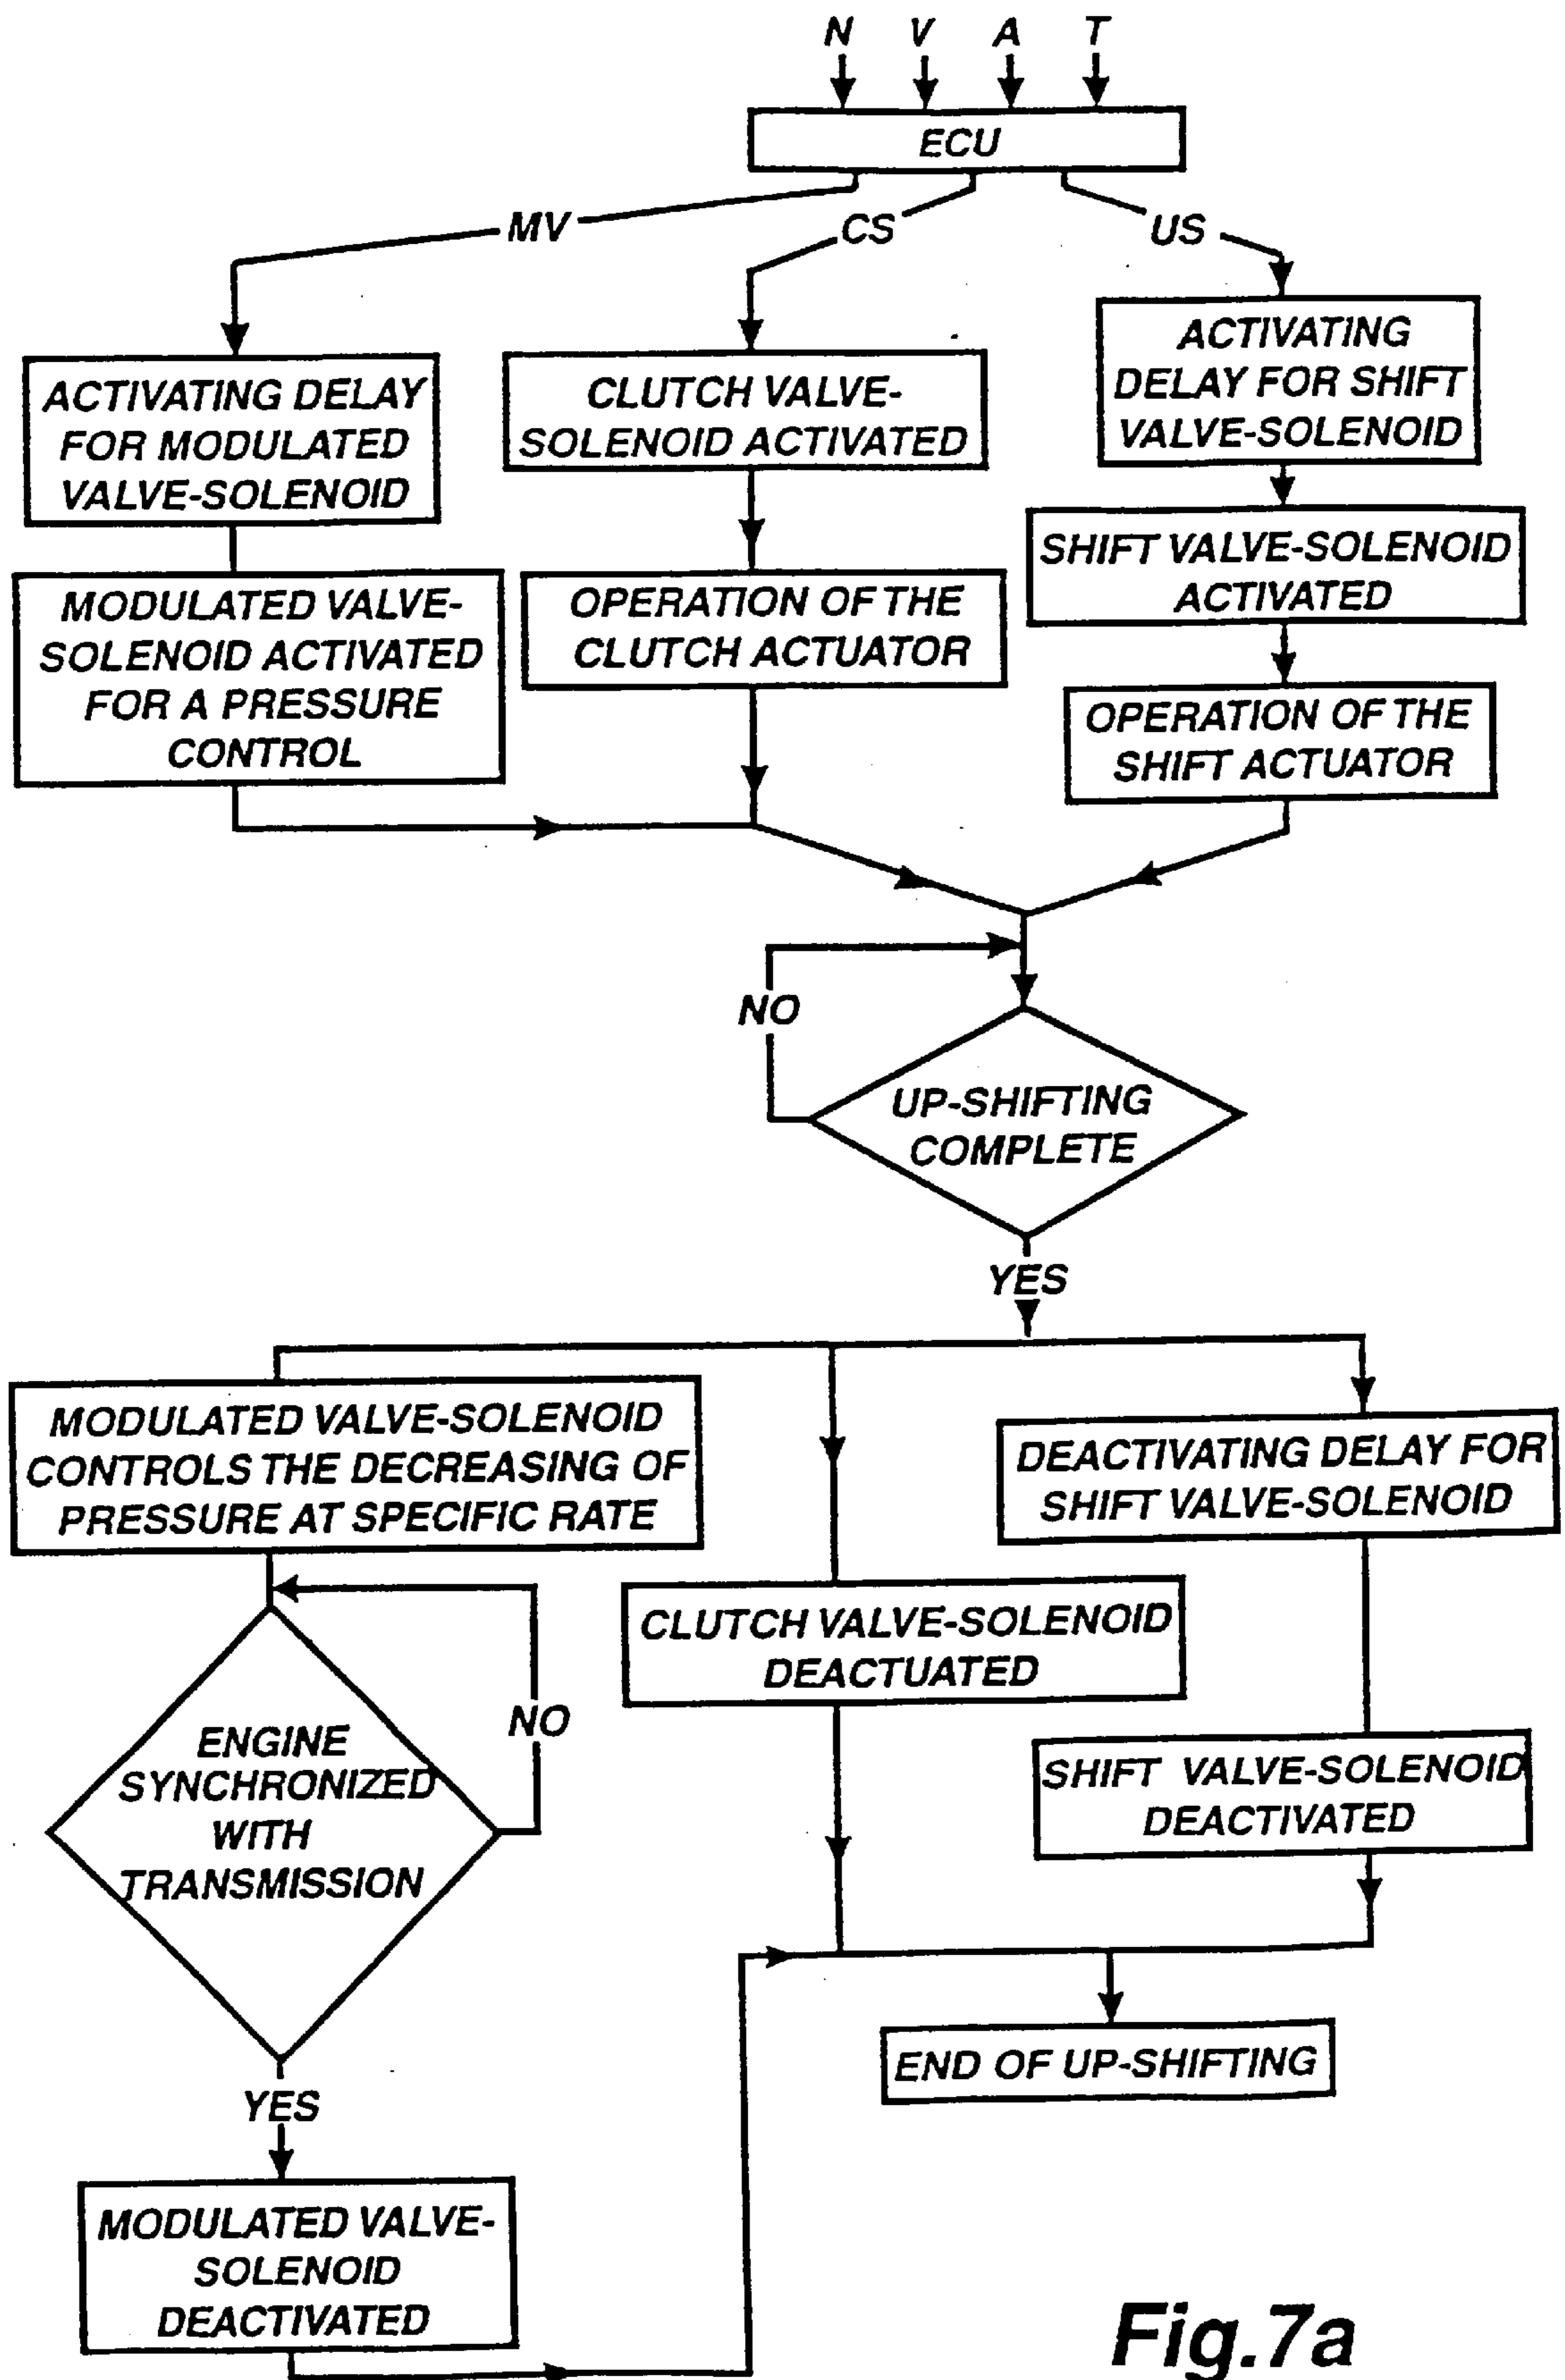 N V A T
ECU
MV
CS
US
ACTIVATING DELAY
FOR MODULATED
VALVE-SOLENOID
CLUTCH VALVE-
SOLENOID ACTIVATED
ACTIVATING
DELAY FOR SHIFT
VALVE-SOLENOID
SHIFT VALVE-SOLENOID
ACTIVATED
MODULATED VALVE-
SOLENOID ACTIVATED
FOR A PRESSURE
CONTROL
OPERATION OF THE
CLUTCH ACTUATOR
OPERATION OF THE
SHIFT ACTUATOR
NO
UP-SHIFTING
COMPLETE
YES
MODULATED VALVE-SOLENOID
CONTROLS THE DECREASING OF
PRESSURE AT SPECIFIC RATE
DEACTIVATING DELAY FOR
SHIFT VALVE-SOLENOID
CLUTCH VALVE-SOLENOID
DEACTUATED
NO
ENGINE
SYNCHRONIZED
WITH
TRANSMISSION
SHIFT VALVE-SOLENOID
DEACTIVATED
END OF UP-SHIFTING
YES
MODULATED VALVE-
SOLENOID
DEACTIVATED
Fig.7a